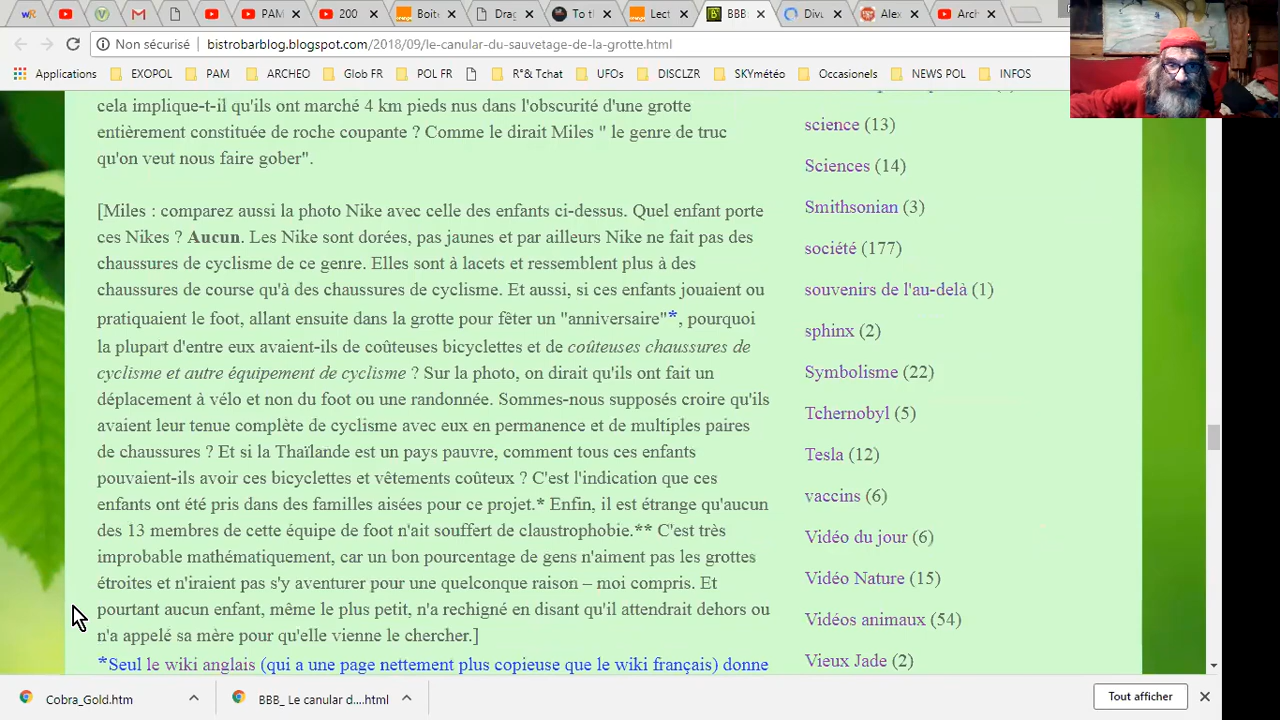 PAM
200
Boîte
Drag
To th
Lect
BBB
Divu
Alex
Arch
Non sécurisé
bistrobarblog.blogspot.com/2018/09/le-canular-du-sauvetage-de-la-grotte.html
Applications EXOPOL PAM ARCHEO Glob FR POL FR R°& Tchat UFOs DISCLZR SKYmétéo Occasionels NEWS POL INFOS
cela implique-t-il qu'ils ont marché 4 km pieds nus dans l'obscurité d'une grotte
entièrement constituée de roche coupante ? Comme le dirait Miles " le genre de truc
qu'on veut nous faire gober".
[Miles : comparez aussi la photo Nike avec celle des enfants ci-dessus. Quel enfant porte
ces Nikes ? Aucun. Les Nike sont dorées, pas jaunes et par ailleurs Nike ne fait pas des
chaussures de cyclisme de ce genre. Elles sont à lacets et ressemblent plus à des
chaussures de course qu'à des chaussures de cyclisme. Et aussi, si ces enfants jouaient ou
pratiquaient le foot, allant ensuite dans la grotte pour fêter un "anniversaire"*, pourquoi
la plupart d'entre eux avaient-ils de coûteuses bicyclettes et de coûteuses chaussures de
cyclisme et autre équipement de cyclisme ? Sur la photo, on dirait qu'ils ont fait un
déplacement à vélo et non du foot ou une randonnée. Sommes-nous supposés croire qu'ils
avaient leur tenue complète de cyclisme avec eux en permanence et de multiples paires
de chaussures ? Et si la Thaïlande est un pays pauvre, comment tous ces enfants
pouvaient-ils avoir ces bicyclettes et vêtements coûteux ? C'est l'indication que ces
enfants ont été pris dans des familles aisées pour ce projet.* Enfin, il est étrange qu'aucun
des 13 membres de cette équipe de foot n'ait souffert de claustrophobie.** C'est très
improbable mathématiquement, car un bon pourcentage de gens n'aiment pas les grottes
étroites et n'iraient pas s'y aventurer pour une quelconque raison – moi compris. Et
pourtant aucun enfant, même le plus petit, n'a rechigné en disant qu'il attendrait dehors ou
n'a appelé sa mère pour qu'elle vienne le chercher.]
*Seul le wiki anglais (qui a une page nettement plus copieuse que le wiki français) donne
science (13)
Sciences (14)
Smithsonian (3)
société (177)
souvenirs de l'au-delà (1)
sphinx (2)
Symbolisme (22)
Tchernobyl (5)
Tesla (12)
vaccins (6)
Vidéo du jour (6)
Vidéo Nature (15)
Vidéos animaux (54)
Vieux Jade (2)
Cobra_Gold.htm
BBB_ Le canular d....html
Tout afficher